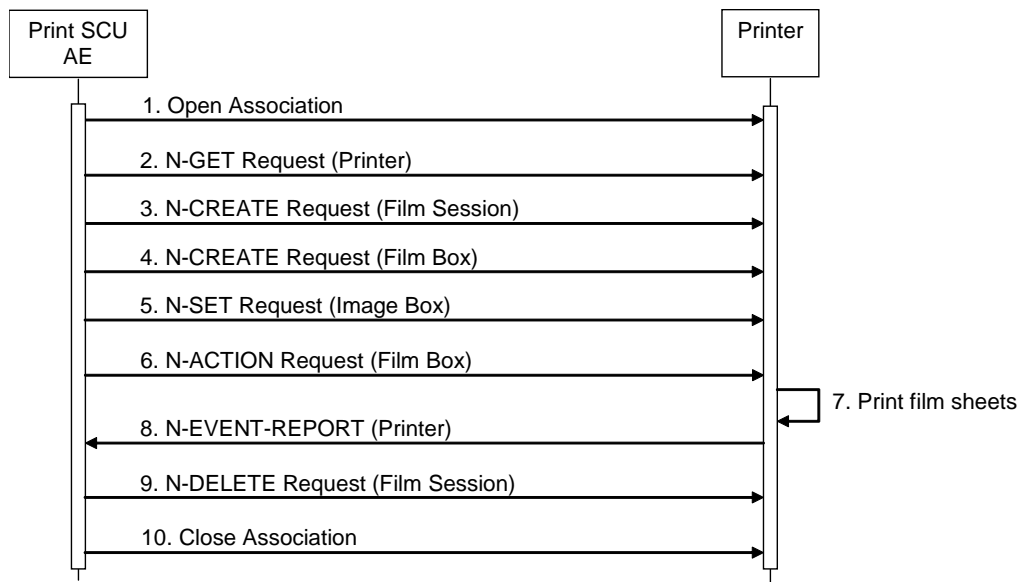 Print SCU
AE
Printer
1. Open Association
2. N-GET Request (Printer)
3. N-CREATE Request (Film Session)
4. N-CREATE Request (Film Box)
5. N-SET Request (Image Box)
6. N-ACTION Request (Film Box)
7. Print film sheets
8. N-EVENT-REPORT (Printer)
9. N-DELETE Request (Film Session)
10. Close Association